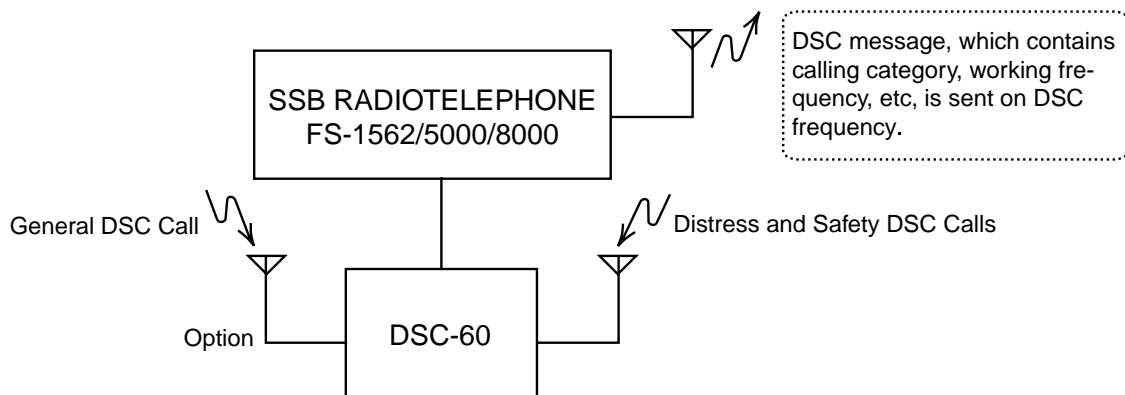 DSC message, which contains
calling category, working fre-
quency, etc, is sent on DSC
frequency.
SSB RADIOTELEPHONE
FS-1562/5000/8000
General DSC Call
Distress and Safety DSC Calls
Option
DSC-60